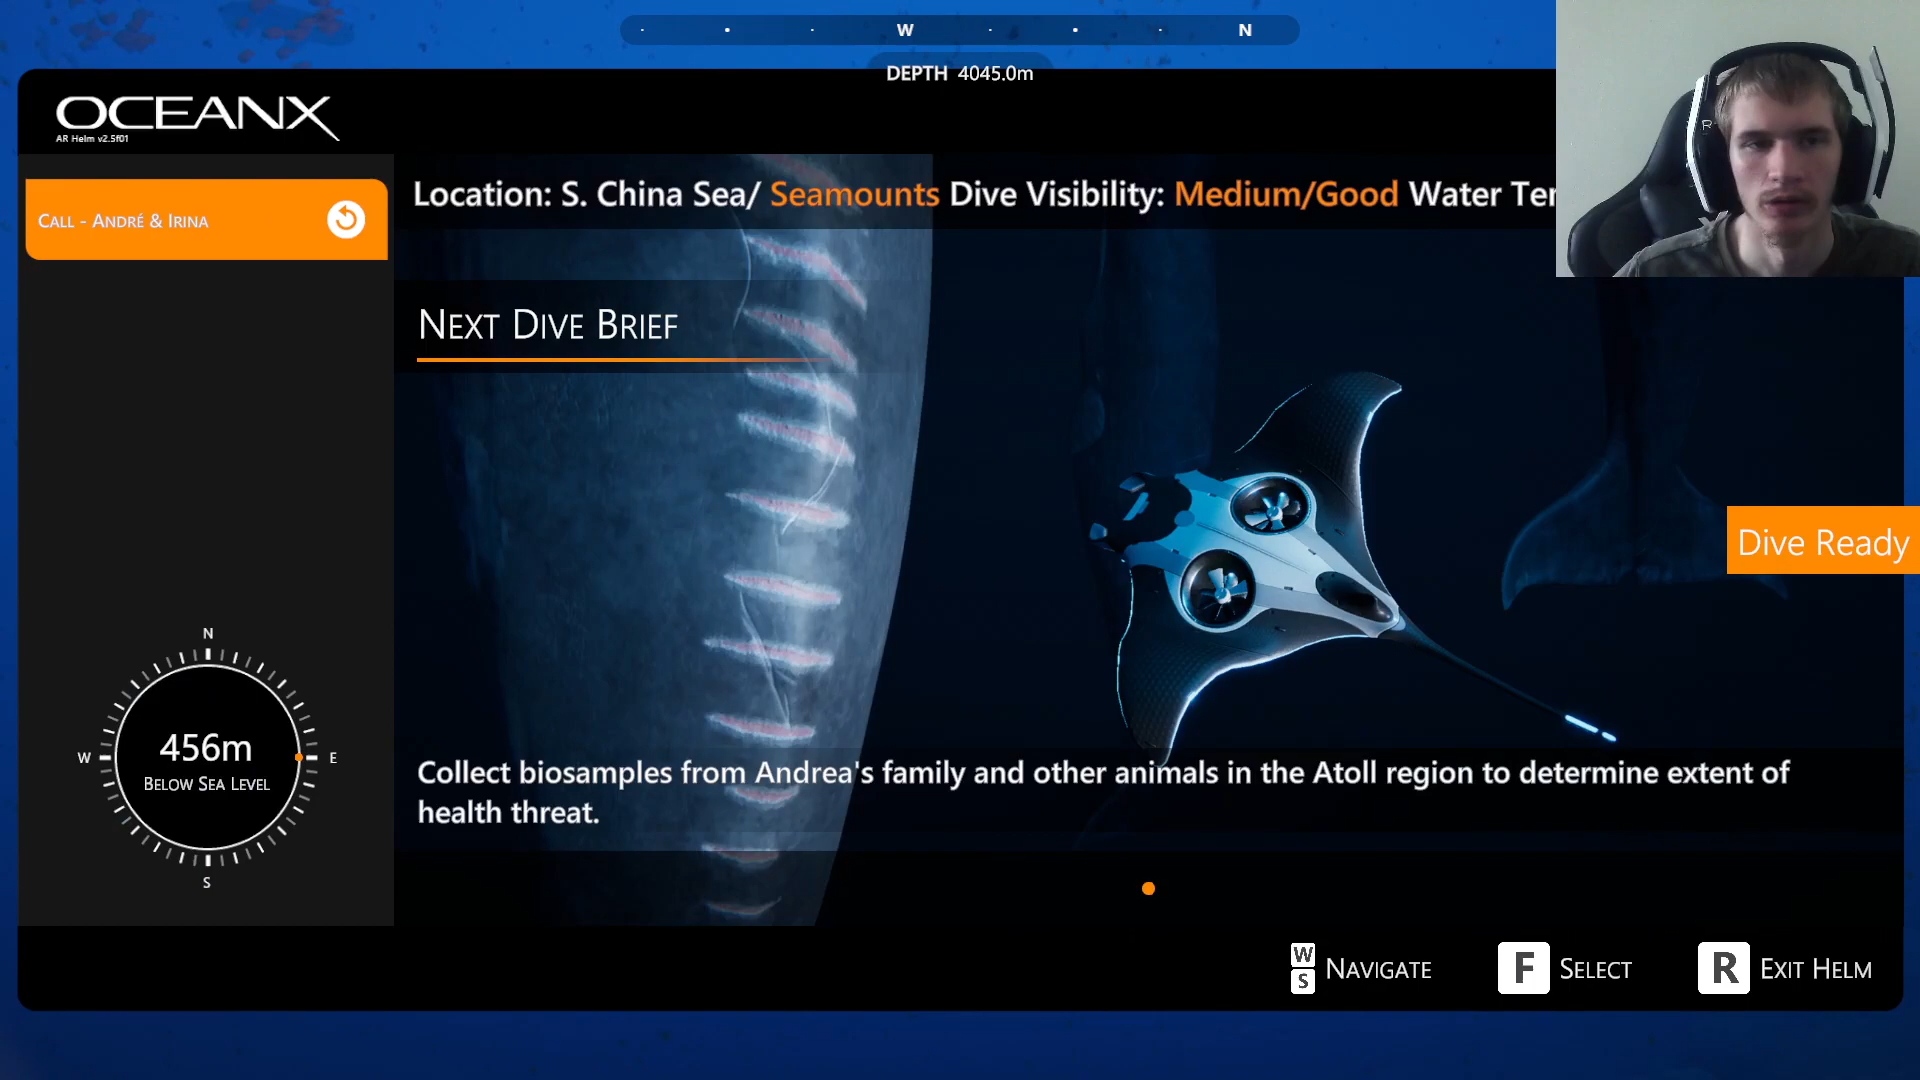 W
N
DEPTH 4045.0m
OCEANX
AR Helm v2.5f01
Call - André & Irina
Location: S. China Sea/ Seamounts Dive Visibility: Medium/Good Water Ter
Next Dive Brief
Dive Ready
N
W
E
S
456m
Below Sea Level
Collect biosamples from Andrea's family and other animals in the Atoll region to determine extent of
health threat.
W
S
Navigate
F Select
R Exit Helm